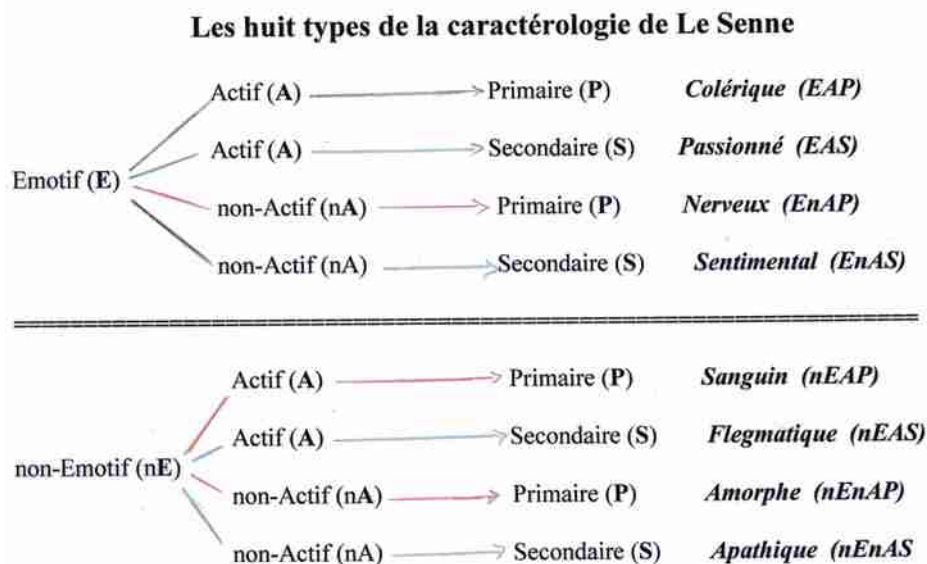 Les huit types de la caractérologie de Le Senne
Actif (A) Primaire (P) Colérique (EAP)
Actif (A) Secondaire (S) Passionné (EAS)
Emotif (E)
non-Actif (nA) Primaire (P) Nerveux (EnAP)
non-Actif (nA) Secondaire (S) Sentimental (EnAS)
Actif (A) Primaire (P) Sanguin (nEAP)
Actif (A) Secondaire (S) Flegmatique (nEAS)
non-Emotif (nE)
non-Actif (nA) Primaire (P) Amorphe (nEnAP)
non-Actif (nA) Secondaire (S) Apathique (nEnAS